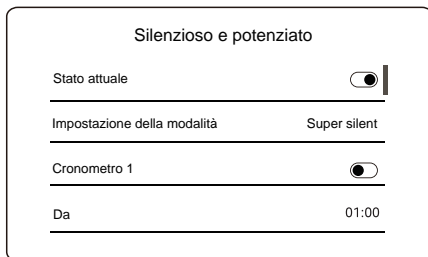 Silenzioso e potenziato
Stato attuale
Impostazione della modalità Super silent
Cronometro 1
Da 01:00